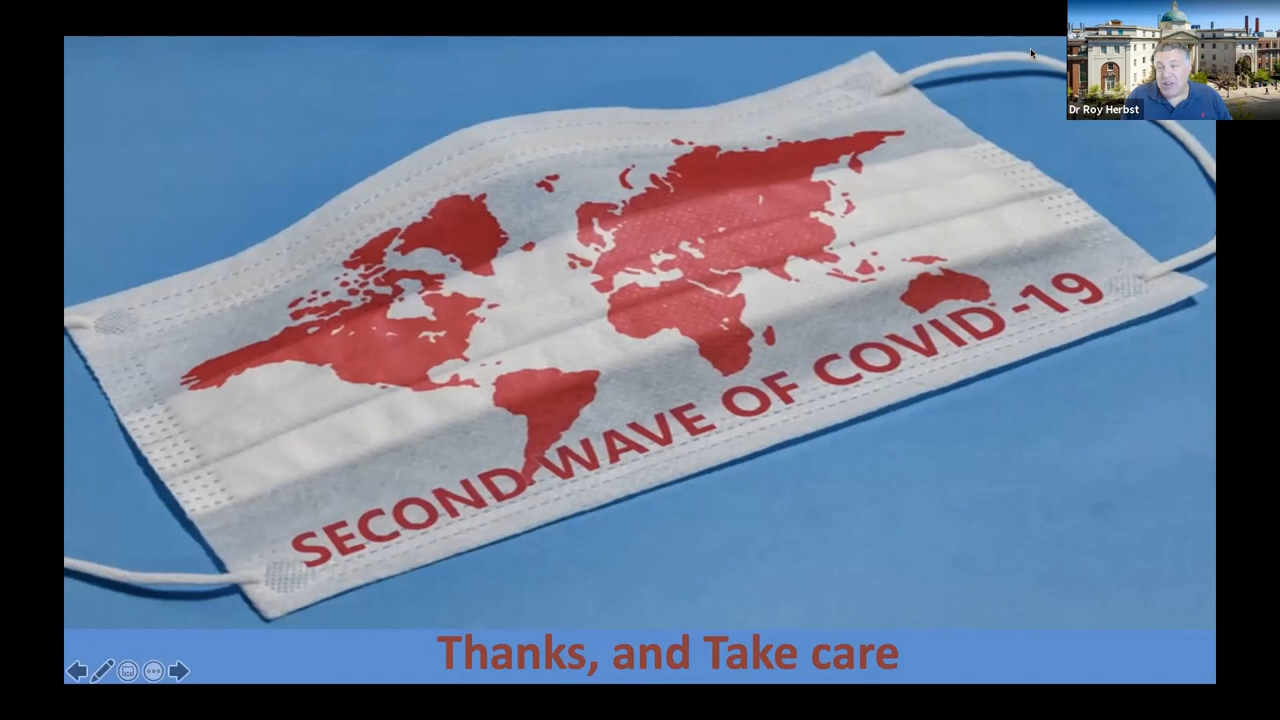 Dr Roy Herbst
SECOND WAVE OF COVID-19
Thanks, and Take care